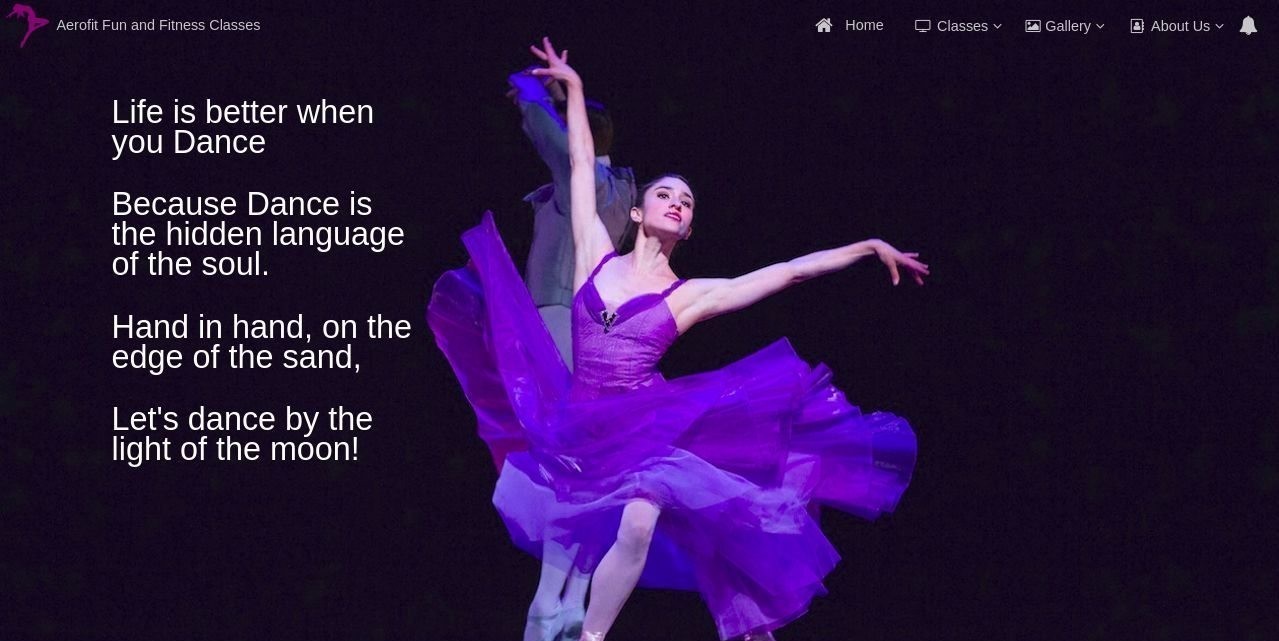 Aerofit Fun and Fitness Classes
Home
Classes
Gallery
About Us
Life is better when
you Dance
Because Dance is
the hidden language
of the soul.
Hand in hand, on the
edge of the sand,
Let's dance by the
light of the moon!